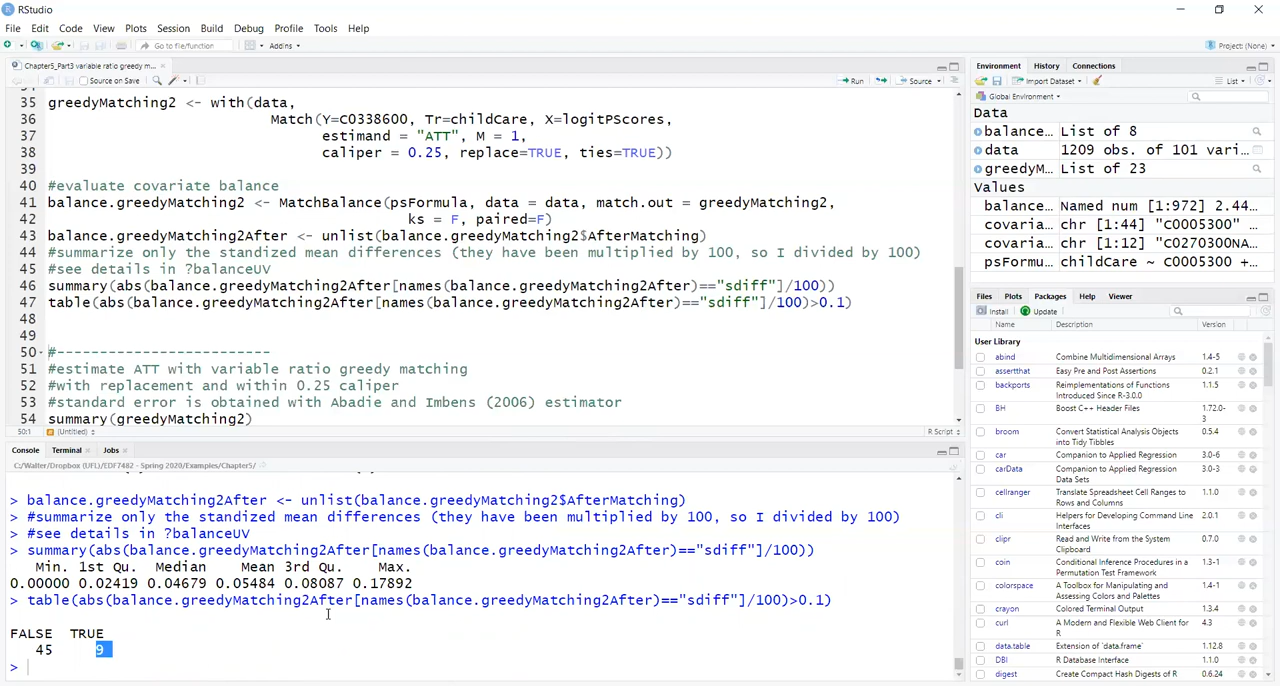 RStudio
File Edit Code View Plots Session Build Debug Profile Tools Help
Go to file/function Addins Project: (None)
Chapter5_Part3 variable ratio greedy m...
Source on Save Run Source
35 greedyMatching2 <- with(data,
36 Match(Y=C0338600, Tr=childCare, X=logitPScores,
37 estimand = "ATT", M = 1,
38 caliper = 0.25, replace=TRUE, ties=TRUE))
39
40 #evaluate covariate balance
41 balance.greedyMatching2 <- MatchBalance(psFormula, data = data, match.out = greedyMatching2,
42 ks = F, paired=F)
43 balance.greedyMatching2After <- unlist(balance.greedyMatching2$AfterMatching)
44 #summarize only the standized mean differences (they have been multiplied by 100, so I divided by 100)
45 #see details in ?balanceUV
46 summary(abs(balance.greedyMatching2After[names(balance.greedyMatching2After)=="sdiff"]/100))
47 table(abs(balance.greedyMatching2After[names(balance.greedyMatching2After)=="sdiff"]/100)>0.1)
48
49
50 #-------------------------
51 #estimate ATT with variable ratio greedy matching
52 #with replacement and within 0.25 caliper
53 #standard error is obtained with Abadie and Imbens (2006) estimator
54 summary(greedyMatching2)
50:1 (Untitled) R Script
Console Terminal Jobs
C:/Walter/Dropbox (UFL)/EDF7482 - Spring 2020/Examples/Chapter5/
> balance.greedyMatching2After <- unlist(balance.greedyMatching2$AfterMatching)
> #summarize only the standized mean differences (they have been multiplied by 100, so I divided by 100)
> #see details in ?balanceUV
> summary(abs(balance.greedyMatching2After[names(balance.greedyMatching2After)=="sdiff"]/100))
Min. 1st Qu. Median Mean 3rd Qu. Max.
0.00000 0.02419 0.04679 0.05484 0.08087 0.17892
> table(abs(balance.greedyMatching2After[names(balance.greedyMatching2After)=="sdiff"]/100)>0.1)
FALSE TRUE
45 9
>
Environment History Connections
Import Dataset List
Global Environment
Data
balance... List of 8
data 1209 obs. of 101 vari...
greedyM... List of 23
Values
balance... Named num [1:972] 2.44...
covaria... chr [1:44] "C0005300" ...
covaria... chr [1:12] "C0270300NA...
psFormu... childCare ~ C0005300 +...
Files Plots Packages Help Viewer
Install Update
Name Description Version
User Library
abind Combine Multidimensional Arrays 1.4-5
assertthat Easy Pre and Post Assertions 0.2.1
backports Reimplementations of Functions Introduced Since R-3.0.0 1.1.5
BH Boost C++ Header Files 1.72.0-3
broom Convert Statistical Analysis Objects into Tidy Tibbles 0.5.4
car Companion to Applied Regression 3.0-6
carData Companion to Applied Regression Data Sets 3.0-3
cellranger Translate Spreadsheet Cell Ranges to Rows and Columns 1.1.0
cli Helpers for Developing Command Line Interfaces 2.0.1
clipr Read and Write from the System Clipboard 0.7.0
coin Conditional Inference Procedures in a Permutation Test Framework 1.3-1
colorspace A Toolbox for Manipulating and Assessing Colors and Palettes 1.4-1
crayon Colored Terminal Output 1.3.4
curl A Modern and Flexible Web Client for R 4.3
data.table Extension of `data.frame` 1.12.8
DBI R Database Interface 1.1.0
digest Create Compact Hash Digests of R 0.6.24